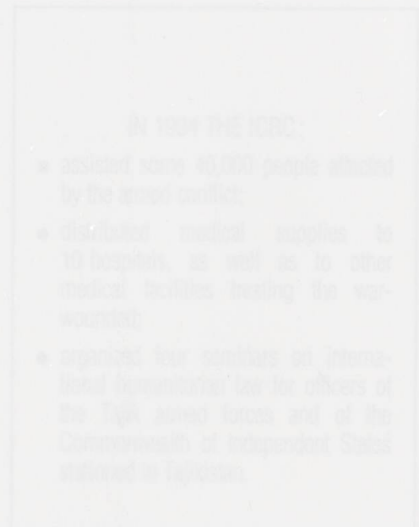 IN 1994 THE ICRC:
• assisted some 40,000 people affected
by the armed conflict;
• distributed medical supplies to
10 hospitals, as well as to other
medical facilities treating the war-
wounded;
• organized four seminars on interna-
tional humanitarian law for officers of
the Tajik armed forces and of the
Commonwealth of Independent States
stationed in Tajikistan.